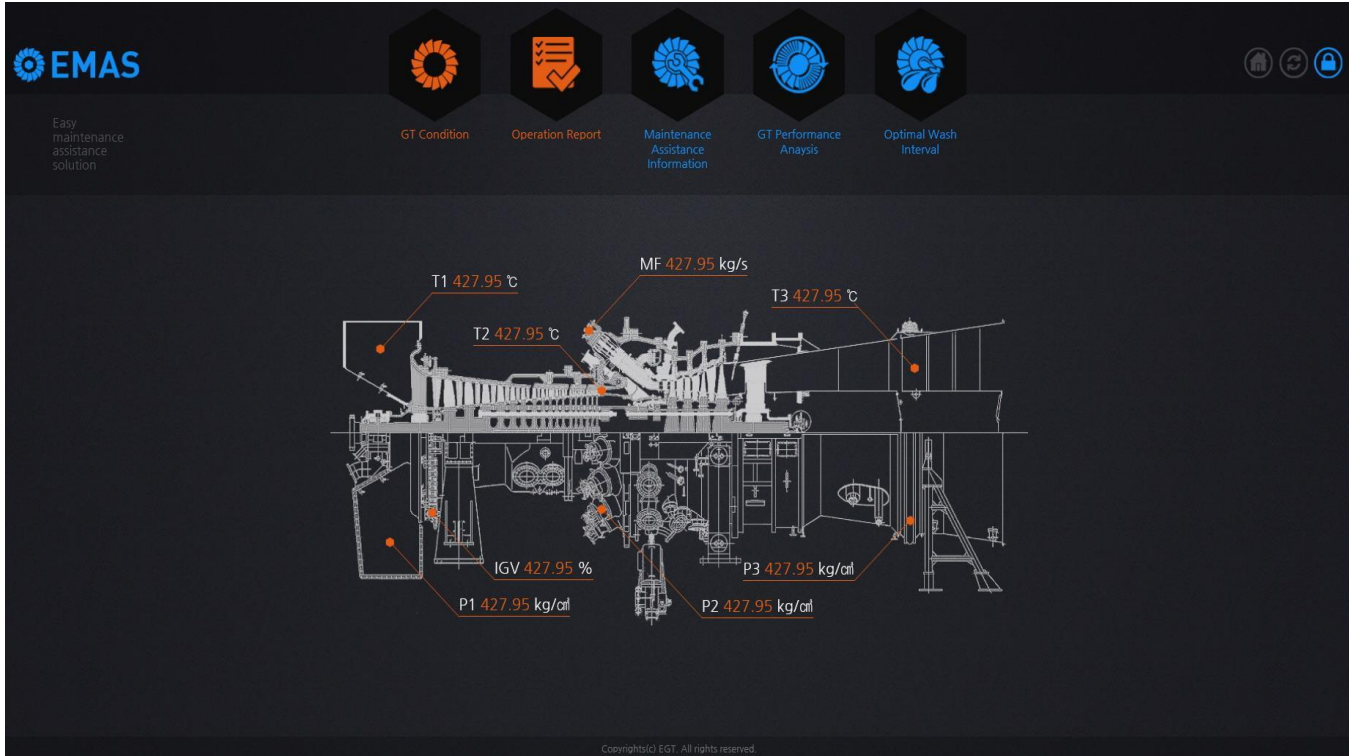 EMAS
Easy
maintenance
assistance
solution
GT Condition
Operation Report
Maintenance
Assistance
Information
GT Performance
Anaysis
Optimal Wash
Interval
MF 427.95 kg/s
T1 427.95 ℃
T3 427.95 ℃
T2 427.95 ℃
IGV 427.95 %
P3 427.95 kg/㎠
P1 427.95 kg/㎠
P2 427.95 kg/㎠
Copyrights(c) EGT. All rights reserved.